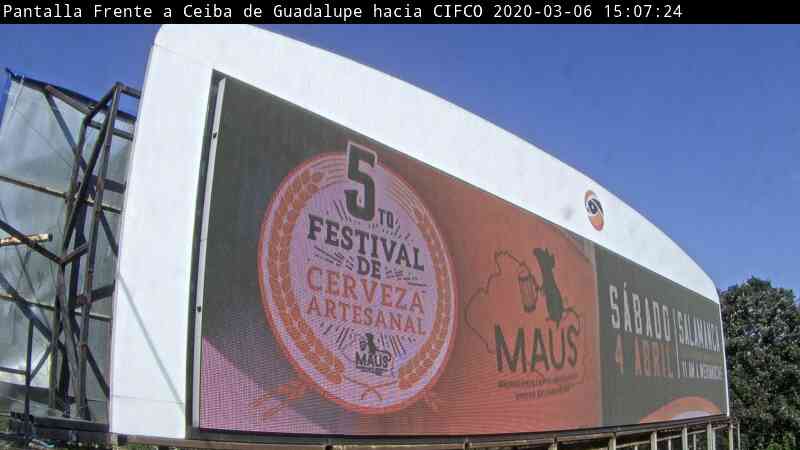 Pantalla Frente a Ceiba de Guadalupe hacia CIFCO 2020-03-06 15:07:24
5TO
FESTIVAL
DE
CERVEZA
ARTESANAL
MAUS
MAUS
SÁBADO
4 ABRIL
SALAMANCA